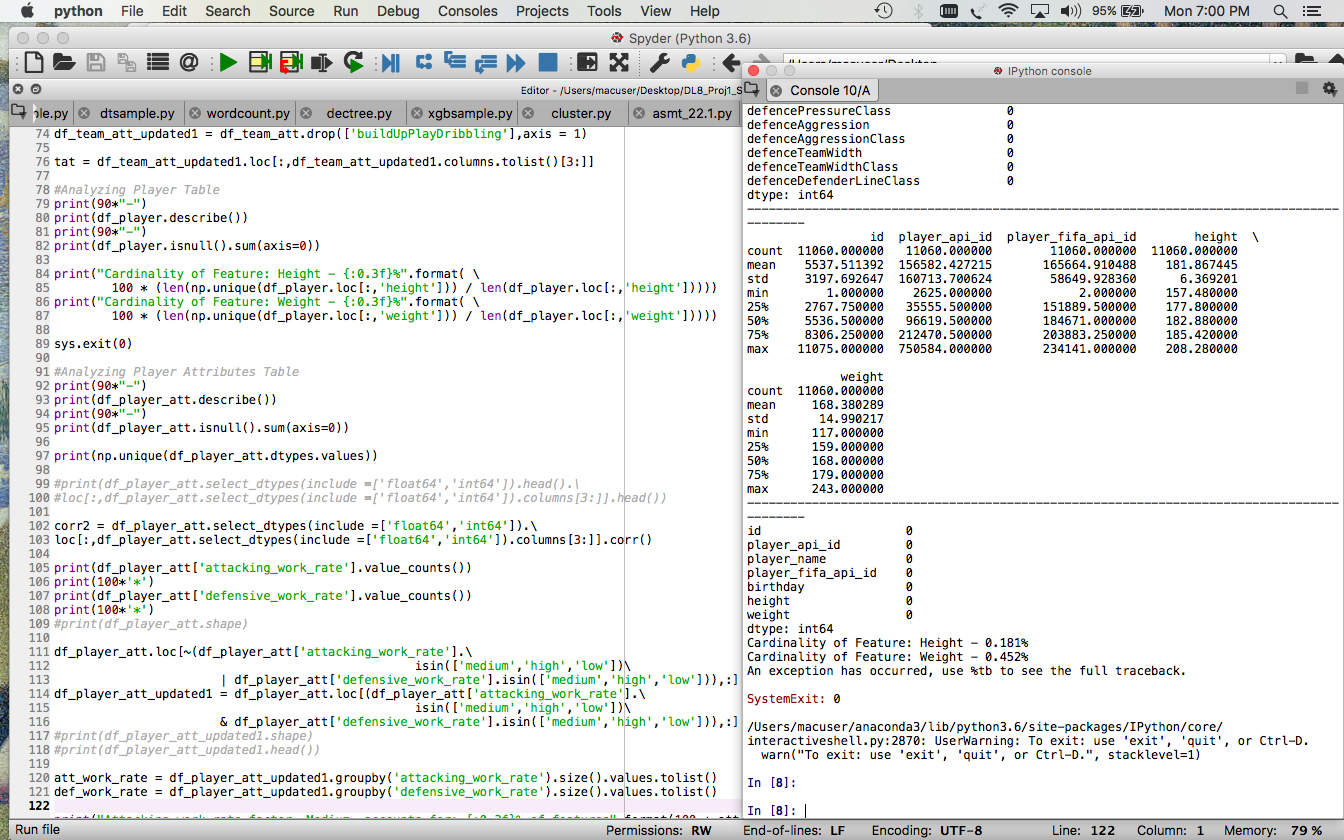 python File Edit Search Source Run Debug Consoles Projects Tools View Help 95% Mon 7:00 PM
Spyder (Python 3.6)
Editor - /Users/macuser/Desktop/DLB_Proj1_S
ple.py dtsample.py wordcount.py dectree.py xgbsample.py cluster.py asmt_22.1.py
74 df_team_att_updated1 = df_team_att.drop(['buildUpPlayDribbling'],axis = 1)
75
76 tat = df_team_att_updated1.loc[:,df_team_att_updated1.columns.tolist()[3:]]
77
78 #Analyzing Player Table
79 print(90*"-")
80 print(df_player.describe())
81 print(90*"-")
82 print(df_player.isnull().sum(axis=0))
83
84 print("Cardinality of Feature: Height - {:0.3f}%".format( \
85 100 * (len(np.unique(df_player.loc[:,'height'])) / len(df_player.loc[:,'height']))))
86 print("Cardinality of Feature: Weight - {:0.3f}%".format( \
87 100 * (len(np.unique(df_player.loc[:,'weight'])) / len(df_player.loc[:,'weight']))))
88
89 sys.exit(0)
90
91 #Analyzing Player Attributes Table
92 print(90*"-")
93 print(df_player_att.describe())
94 print(90*"-")
95 print(df_player_att.isnull().sum(axis=0))
96
97 print(np.unique(df_player_att.dtypes.values))
98
99 #print(df_player_att.select_dtypes(include =['float64','int64']).head().\
100 #loc[:,df_player_att.select_dtypes(include =['float64','int64']).columns[3:]].head())
101
102 corr2 = df_player_att.select_dtypes(include =['float64','int64']).\
103 loc[:,df_player_att.select_dtypes(include =['float64','int64']).columns[3:]].corr()
104
105 print(df_player_att['attacking_work_rate'].value_counts())
106 print(100*'*')
107 print(df_player_att['defensive_work_rate'].value_counts())
108 print(100*'*')
109 #print(df_player_att.shape)
110
111 df_player_att.loc[~(df_player_att['attacking_work_rate'].\
112 isin(['medium','high','low'])\
113 | df_player_att['defensive_work_rate'].isin(['medium','high','low'])),:]
114 df_player_att_updated1 = df_player_att.loc[(df_player_att['attacking_work_rate'].\
115 isin(['medium','high','low'])\
116 & df_player_att['defensive_work_rate'].isin(['medium','high','low'])),:]
117 #print(df_player_att_updated1.shape)
118 #print(df_player_att_updated1.head())
119
120 att_work_rate = df_player_att_updated1.groupby('attacking_work_rate').size().values.tolist()
121 def_work_rate = df_player_att_updated1.groupby('defensive_work_rate').size().values.tolist()
122
IPython console
Console 10/A
defencePressureClass 0
defenceAggression 0
defenceAggressionClass 0
defenceTeamWidth 0
defenceTeamWidthClass 0
defenceDefenderLineClass 0
dtype: int64
------------------------------------------------------------------------------------------
id player_api_id player_fifa_api_id height \
count 11060.000000 11060.000000 11060.000000 11060.000000
mean 5537.511392 156582.427215 165664.910488 181.867445
std 3197.692647 160713.700624 58649.928360 6.369201
min 1.000000 2625.000000 2.000000 157.480000
25% 2767.750000 35555.500000 151889.500000 177.800000
50% 5536.500000 96619.500000 184671.000000 182.880000
75% 8306.250000 212470.500000 203883.250000 185.420000
max 11075.000000 750584.000000 234141.000000 208.280000
weight
count 11060.000000
mean 168.380289
std 14.990217
min 117.000000
25% 159.000000
50% 168.000000
75% 179.000000
max 243.000000
------------------------------------------------------------------------------------------
id 0
player_api_id 0
player_name 0
player_fifa_api_id 0
birthday 0
height 0
weight 0
dtype: int64
Cardinality of Feature: Height - 0.181%
Cardinality of Feature: Weight - 0.452%
An exception has occurred, use %tb to see the full traceback.
SystemExit: 0
/Users/macuser/anaconda3/lib/python3.6/site-packages/IPython/core/
interactiveshell.py:2870: UserWarning: To exit: use 'exit', 'quit', or Ctrl-D.
warn("To exit: use 'exit', 'quit', or Ctrl-D.", stacklevel=1)
In [8]:
In [8]:
Run file Permissions: RW End-of-lines: LF Encoding: UTF-8 Line: 122 Column: 1 Memory: 79 %